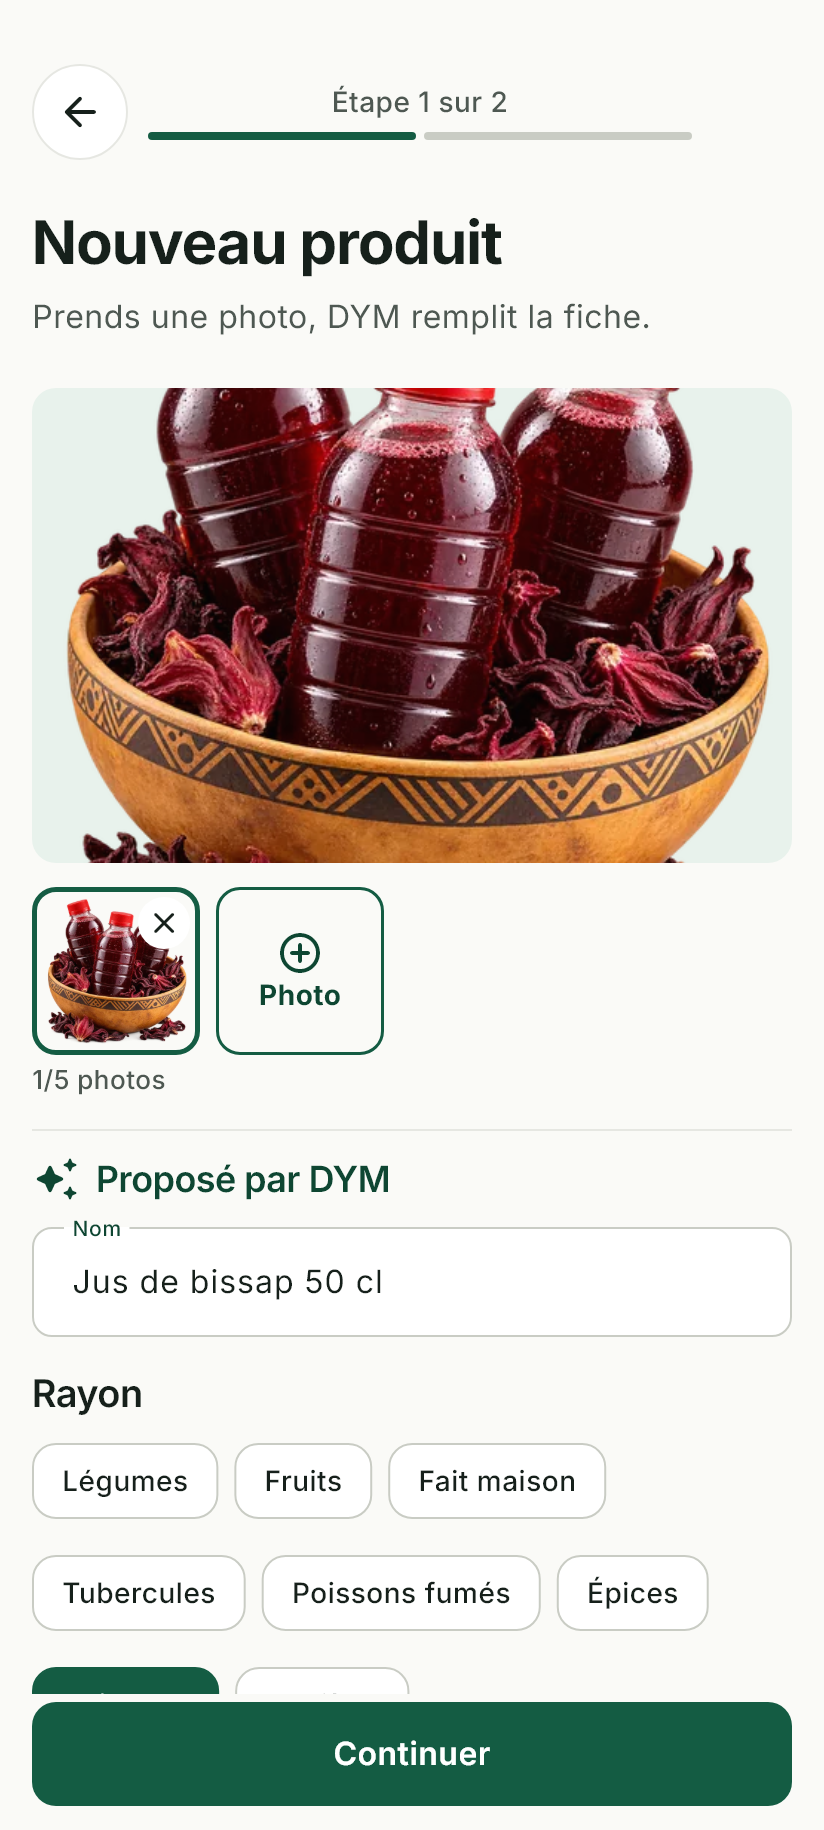 Étape 1 sur 2
Nouveau produit
Prends une photo, DYM remplit la fiche.
Photo
1/5 photos
Proposé par DYM
Nom
Jus de bissap 50 cl
Rayon
Légumes
Fruits
Fait maison
Tubercules
Poissons fumés
Épices
Continuer